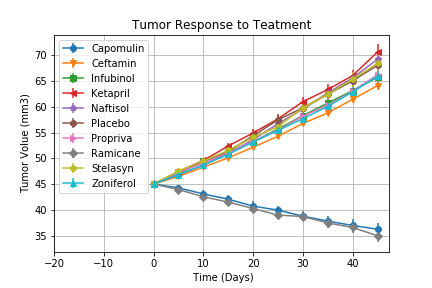 Tumor Response to Teatment
Tumor Volue (mm3)
70
65
60
55
50
45
40
35
Capomulin
Ceftamin
Infubinol
Ketapril
Naftisol
Placebo
Propriva
Ramicane
Stelasyn
Zoniferol
−20
−10
0
10
20
30
40
Time (Days)